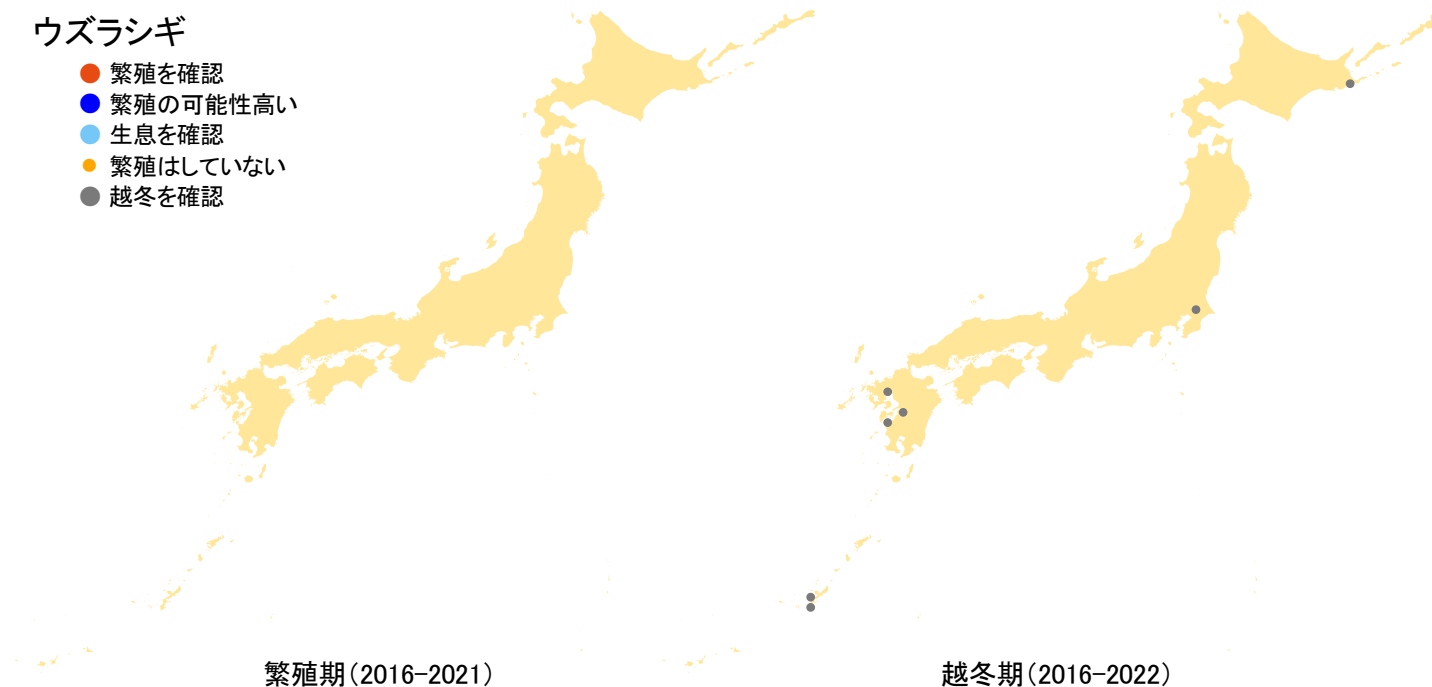 ウズラシギ
繁殖を確認
繁殖の可能性高い
生息を確認
繁殖はしていない
越冬を確認
繁殖期（2016-2021）
越冬期（2016-2022）